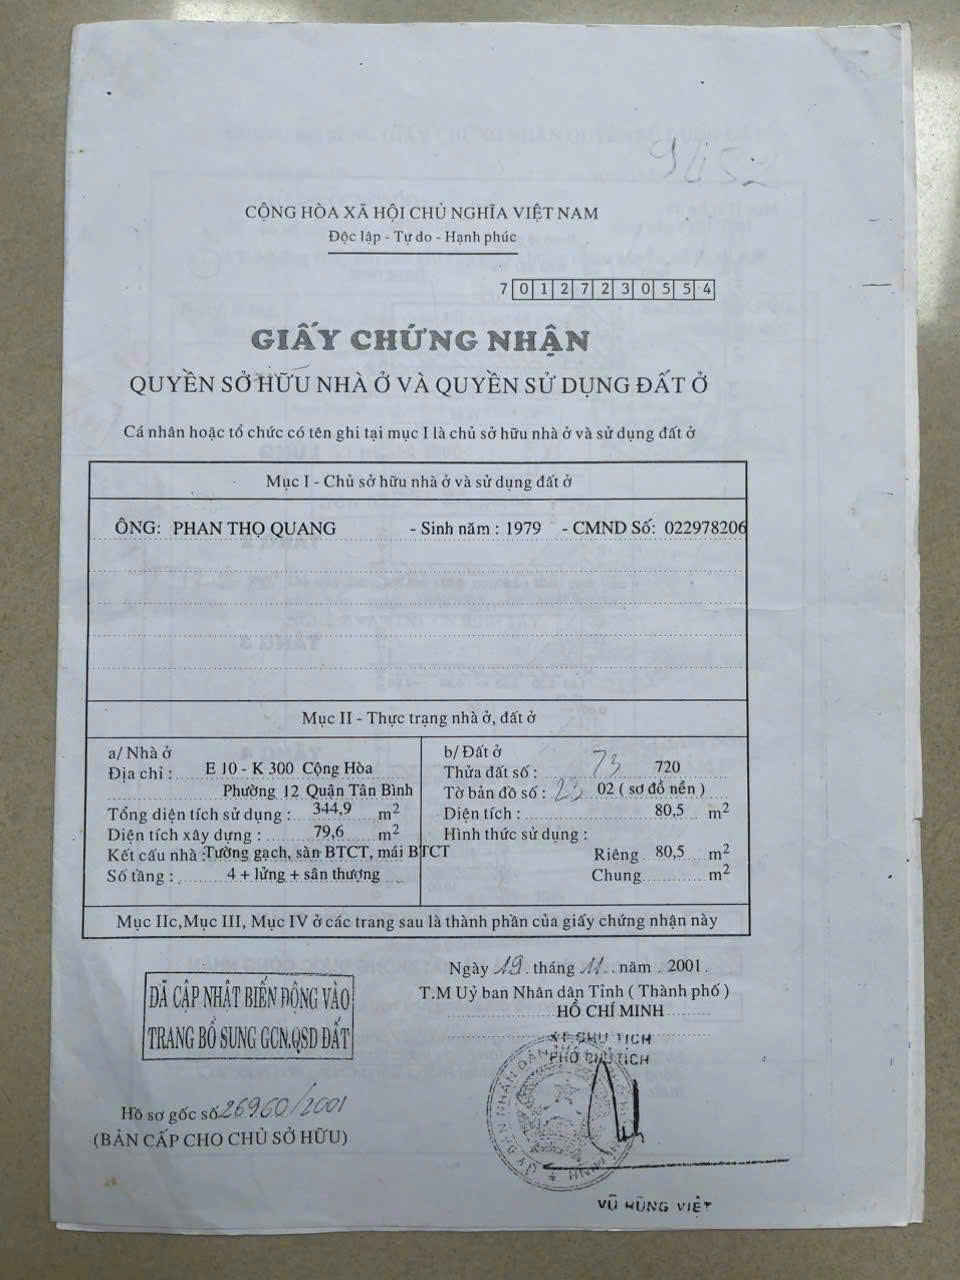 9452
CỘNG HÒA XÃ HỘI CHỦ NGHĨA VIỆT NAM
Độc lập - Tự do - Hạnh phúc
7 0 1 2 7 2 3 0 5 5 4
GIẤY CHỨNG NHẬN
QUYỀN SỞ HỮU NHÀ Ở VÀ QUYỀN SỬ DỤNG ĐẤT Ở
Cá nhân hoặc tổ chức có tên ghi tại mục I là chủ sở hữu nhà ở và sử dụng đất ở
Mục I - Chủ sở hữu nhà ở và sử dụng đất ở
ÔNG: PHAN THỌ QUANG - Sinh năm : 1979 - CMND Số: 022978206
Mục II - Thực trạng nhà ở, đất ở
a/ Nhà ở
Địa chỉ : E 10 - K 300 Cộng Hòa
Phường 12 Quận Tân Bình
Tổng diện tích sử dụng : 344,9 m2
Diện tích xây dựng : 79,6 m2
Kết cấu nhà :Tường gạch, sàn BTCT, mái BTCT
Số tầng : 4 + lửng + sân thượng
b/ Đất ở
Thửa đất số : 73 720
Tờ bản đồ số : 23 02 ( sơ đồ nền )
Diện tích : 80,5 m2
Hình thức sử dụng :
Riêng 80,5 m2
Chung m2
Mục IIc,Mục III, Mục IV ở các trang sau là thành phần của giấy chứng nhận này
Ngày 19. tháng 11.. năm . 2001.
T.M Uỷ ban Nhân dân Tỉnh ( Thành phố )
HỒ CHÍ MINH
KT CHỦ TỊCH
PHÓ CHỦ TỊCH
ĐÃ CẬP NHẬT BIẾN ĐỘNG VÀO
TRANG BỔ SUNG GCN.QSD ĐẤT
Hồ sơ gốc số 26960/2001
(BẢN CẤP CHO CHỦ SỞ HỮU)
VŨ HÙNG VIỆT